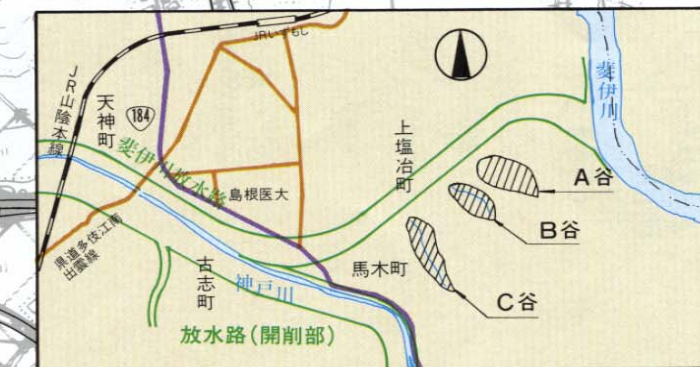 JRいずもし
JR山陰本線
天神町
184
斐伊川放水路
島根医大
上塩冶町
斐伊川
A谷
B谷
C谷
馬木町
県道多伎江南
出雲線
古志町
神戸川
放水路(開削部)